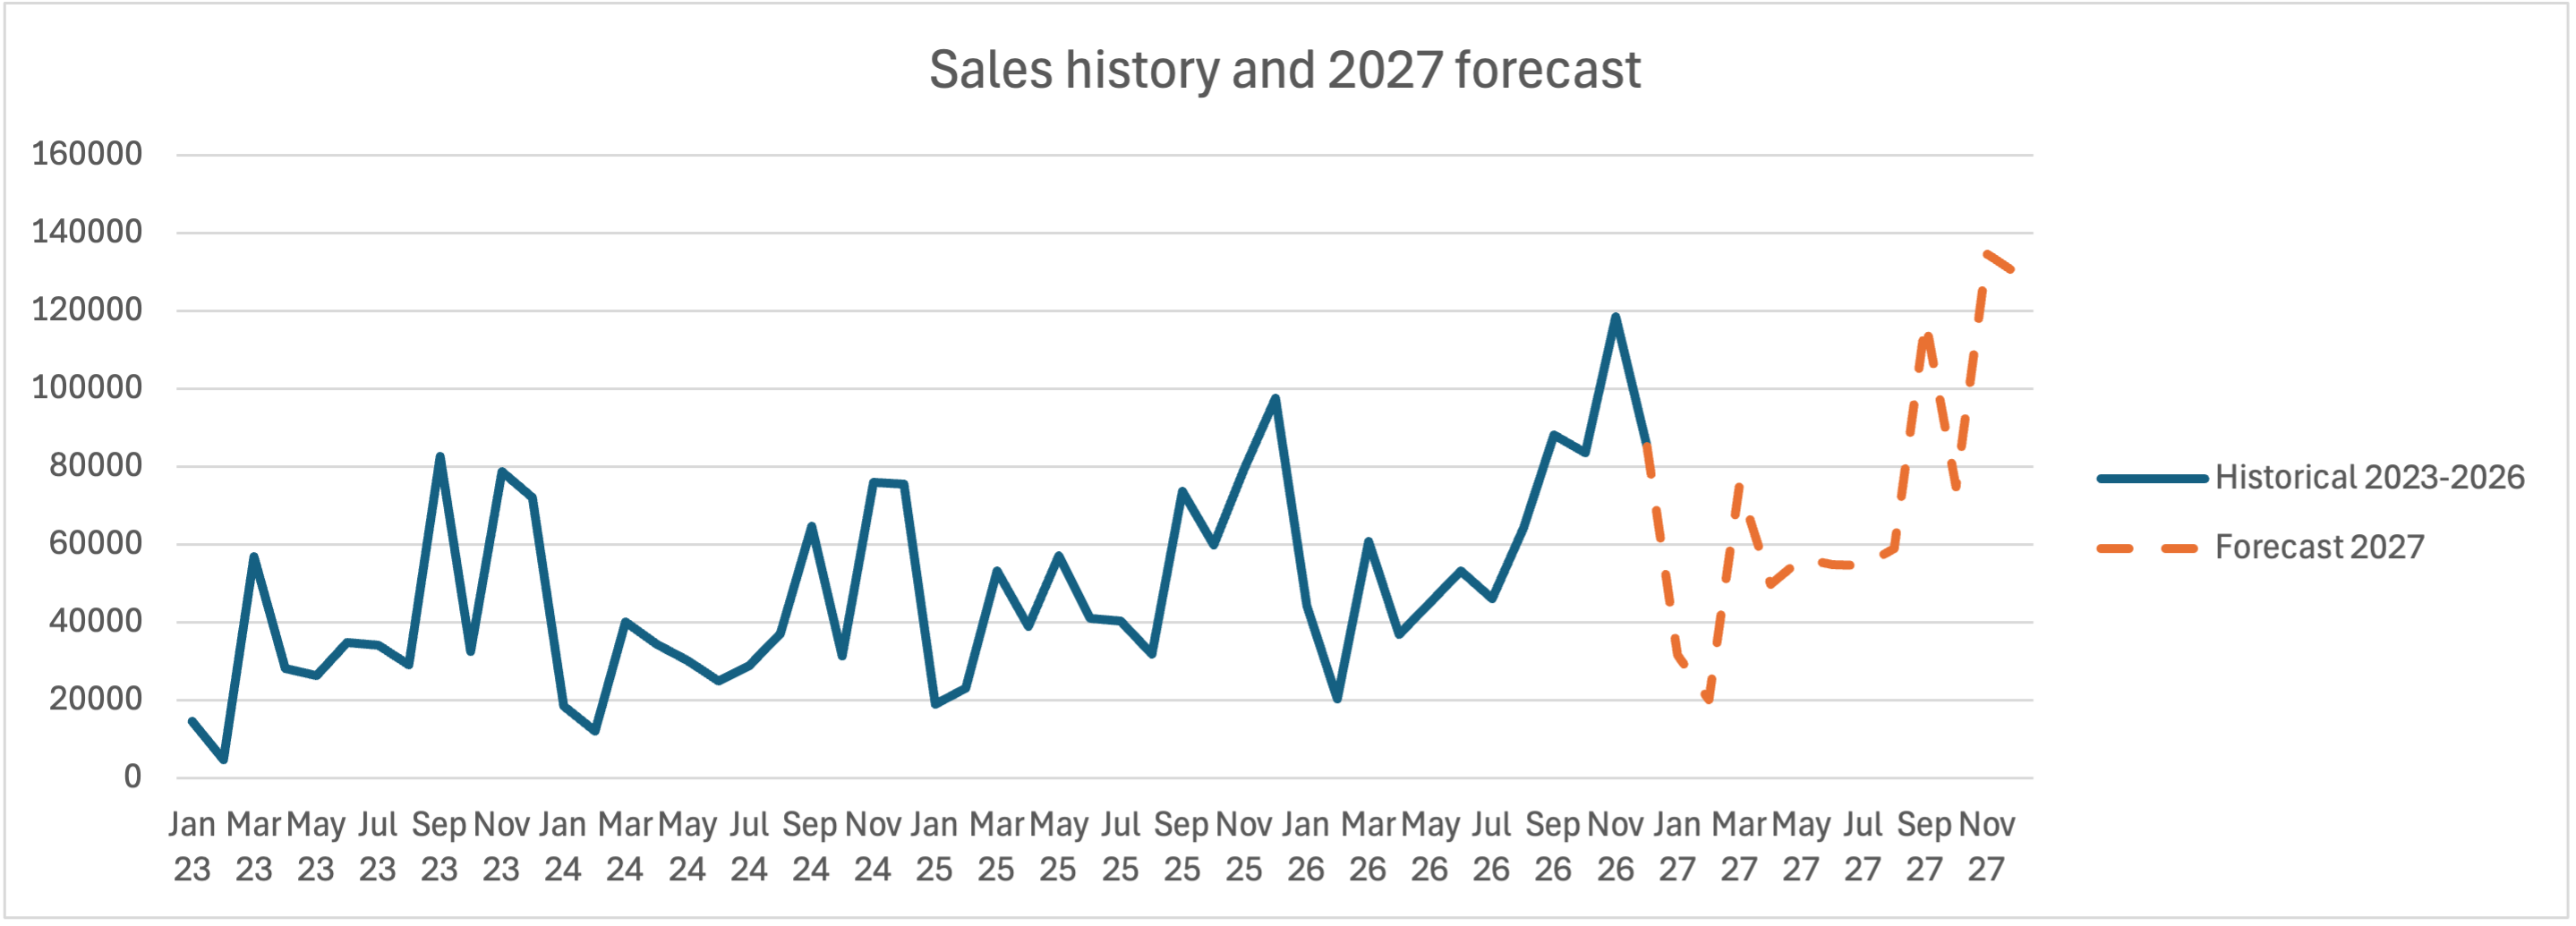 Sales history and 2027 forecast
160000
140000
120000
100000
80000
60000
40000
20000
0
Jan Mar May Jul Sep Nov Jan Mar May Jul Sep Nov Jan Mar May Jul Sep Nov Jan Mar May Jul Sep Nov Jan Mar May Jul Sep Nov
23 23 23 23 23 23 24 24 24 24 24 24 25 25 25 25 25 25 26 26 26 26 26 26 27 27 27 27 27 27
Historical 2023-2026
Forecast 2027